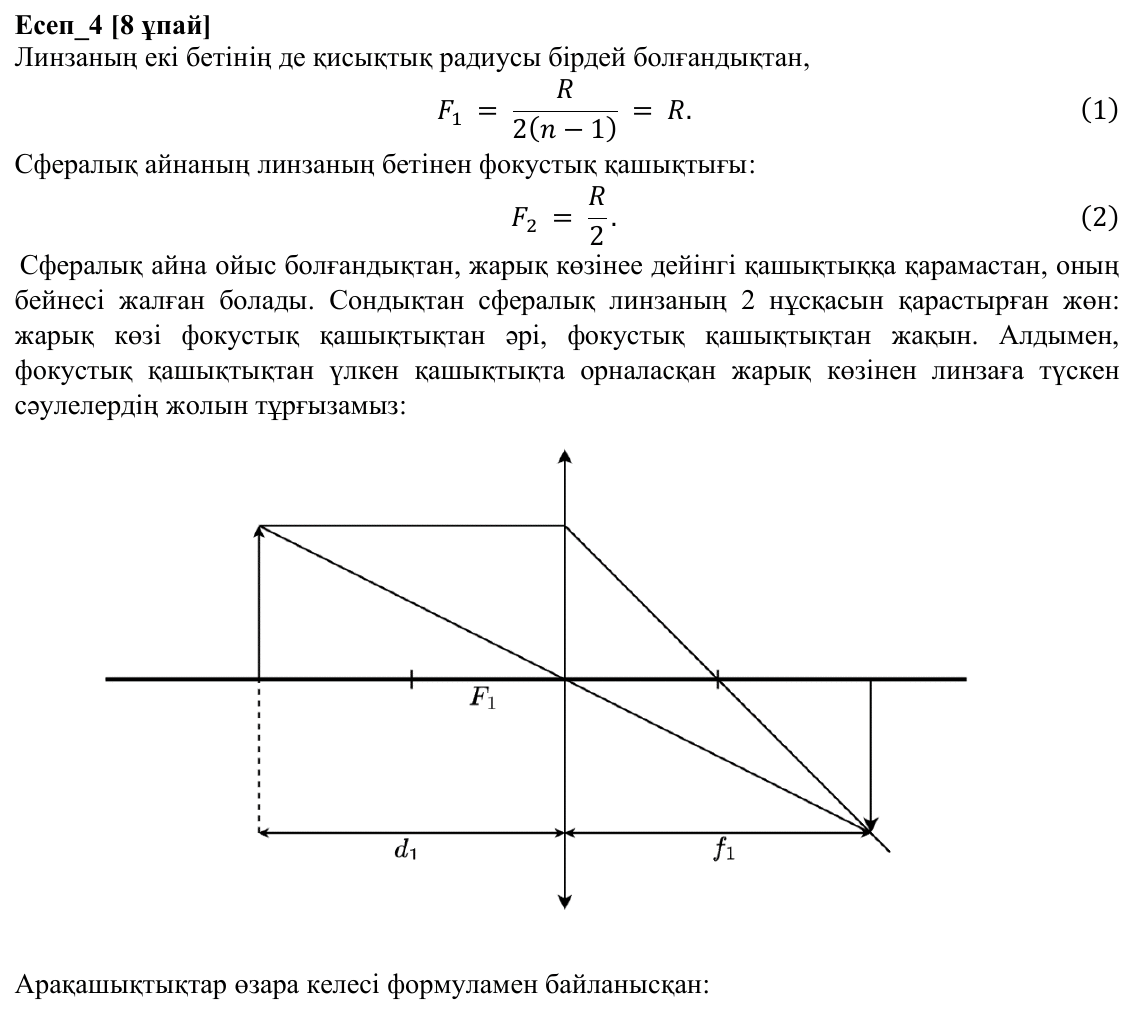 Есеп_4 [8 ұпай]
Линзаның екі бетінің де қисықтық радиусы бірдей болғандықтан,
F₁ = R / 2(n − 1) = R. (1)
Сфералық айнаның линзаның бетінен фокустық қашықтығы:
F₂ = R / 2. (2)
Сфералық айна ойыс болғандықтан, жарық көзінее дейінгі қашықтыққа қарамастан, оның
бейнесі жалған болады. Сондықтан сфералық линзаның 2 нұсқасын қарастырған жөн:
жарық көзі фокустық қашықтықтан әрі, фокустық қашықтықтан жақын. Алдымен,
фокустық қашықтықтан үлкен қашықтықта орналасқан жарық көзінен линзаға түскен
сәулелердің жолын тұрғызамыз:
F₁
d₁ f₁
Арақашықтықтар өзара келесі формуламен байланысқан: